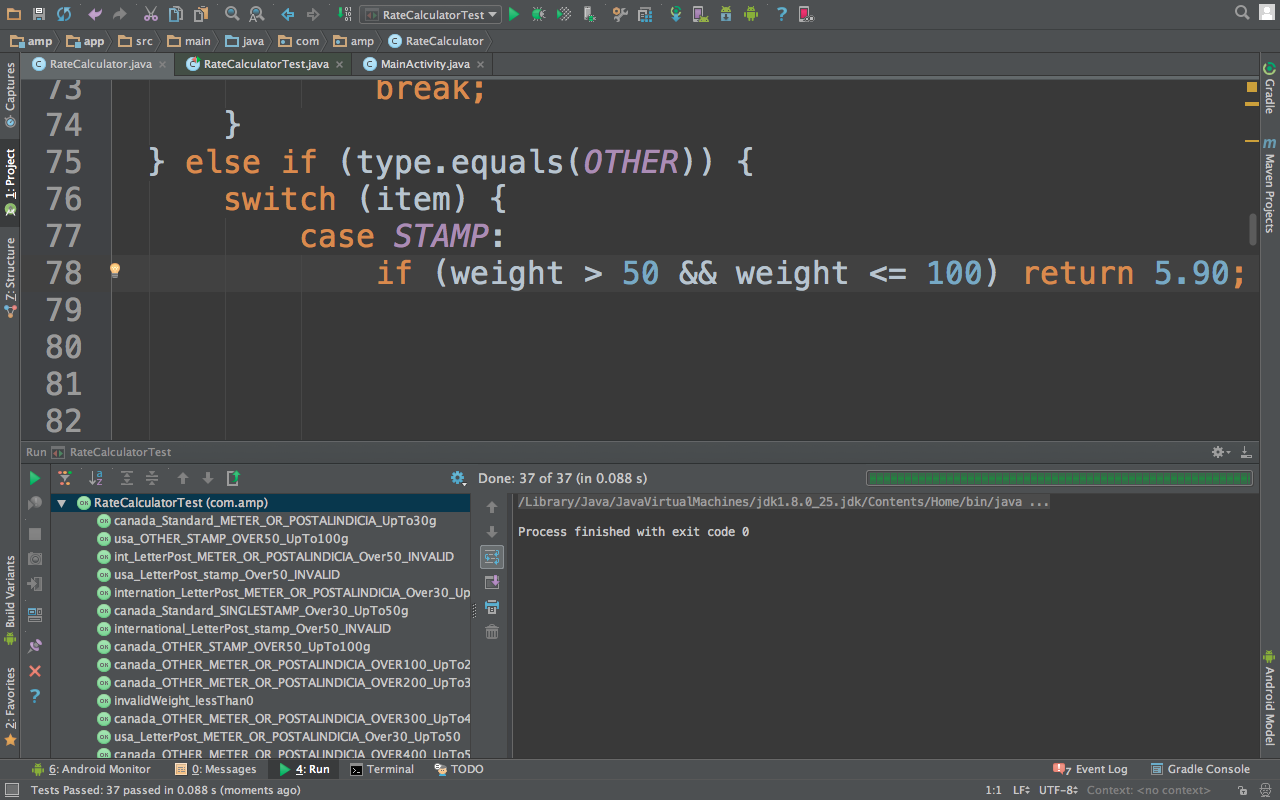 RateCalculatorTest
amp app src main java com amp RateCalculator
RateCalculator.java RateCalculatorTest.java MainActivity.java
Captures
1: Project
7: Structure
Build Variants
2: Favorites
Gradle
m Maven Projects
Android Model
73 break;
74 }
75 } else if (type.equals(OTHER)) {
76 switch (item) {
77 case STAMP:
78 if (weight > 50 && weight <= 100) return 5.90;
79
80
81
82
Run RateCalculatorTest
Done: 37 of 37 (in 0.088 s)
RateCalculatorTest (com.amp)
canada_Standard_METER_OR_POSTALINDICIA_UpTo30g
usa_OTHER_STAMP_OVER50_UpTo100g
int_LetterPost_METER_OR_POSTALINDICIA_Over50_INVALID
usa_LetterPost_stamp_Over50_INVALID
internation_LetterPost_METER_OR_POSTALINDICIA_Over30_Up
canada_Standard_SINGLESTAMP_Over30_UpTo50g
international_LetterPost_stamp_Over50_INVALID
canada_OTHER_STAMP_OVER50_UpTo100g
canada_OTHER_METER_OR_POSTALINDICIA_OVER100_UpTo2
canada_OTHER_METER_OR_POSTALINDICIA_OVER200_UpTo3
invalidWeight_lessThan0
canada_OTHER_METER_OR_POSTALINDICIA_OVER300_UpTo4
usa_LetterPost_METER_OR_POSTALINDICIA_Over30_UpTo50
canada_OTHER_METER_OR_POSTALINDICIA_OVER400_UpTo5
/Library/Java/JavaVirtualMachines/jdk1.8.0_25.jdk/Contents/Home/bin/java ...
Process finished with exit code 0
6: Android Monitor 0: Messages 4: Run Terminal TODO 7 Event Log Gradle Console
Tests Passed: 37 passed in 0.088 s (moments ago) 1:1 LF UTF-8 Context: <no context>